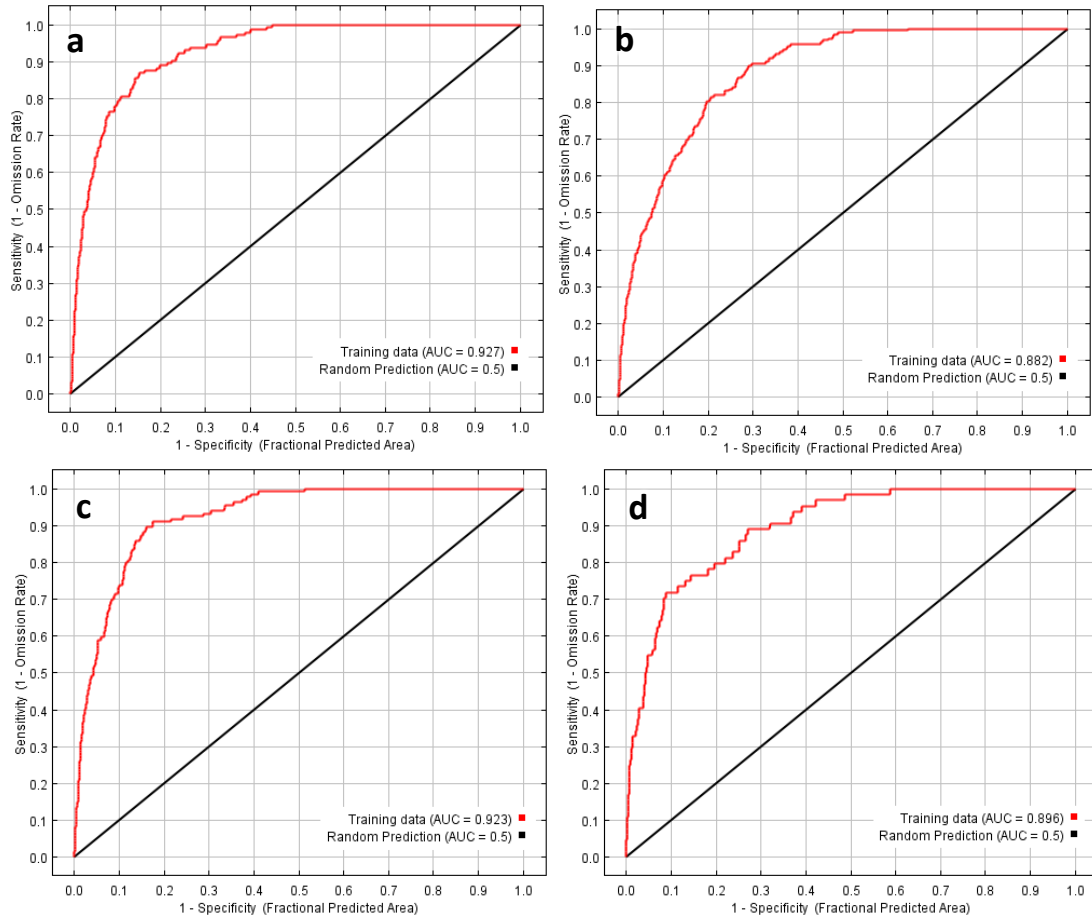 a
Sensitivity (1 - Omission Rate)
1.0
0.9
0.8
0.7
0.6
0.5
0.4
0.3
0.2
0.1
0.0
Training data (AUC = 0.927)
Random Prediction (AUC = 0.5)
0.0 0.1 0.2 0.3 0.4 0.5 0.6 0.7 0.8 0.9 1.0
1 - Specificity (Fractional Predicted Area)
b
Sensitivity (1 - Omission Rate)
1.0
0.9
0.8
0.7
0.6
0.5
0.4
0.3
0.2
0.1
0.0
Training data (AUC = 0.882)
Random Prediction (AUC = 0.5)
0.0 0.1 0.2 0.3 0.4 0.5 0.6 0.7 0.8 0.9 1.0
1 - Specificity (Fractional Predicted Area)
c
Sensitivity (1 - Omission Rate)
1.0
0.9
0.8
0.7
0.6
0.5
0.4
0.3
0.2
0.1
0.0
Training data (AUC = 0.923)
Random Prediction (AUC = 0.5)
0.0 0.1 0.2 0.3 0.4 0.5 0.6 0.7 0.8 0.9 1.0
1 - Specificity (Fractional Predicted Area)
d
Sensitivity (1 - Omission Rate)
1.0
0.9
0.8
0.7
0.6
0.5
0.4
0.3
0.2
0.1
0.0
Training data (AUC = 0.896)
Random Prediction (AUC = 0.5)
0.0 0.1 0.2 0.3 0.4 0.5 0.6 0.7 0.8 0.9 1.0
1 - Specificity (Fractional Predicted Area)